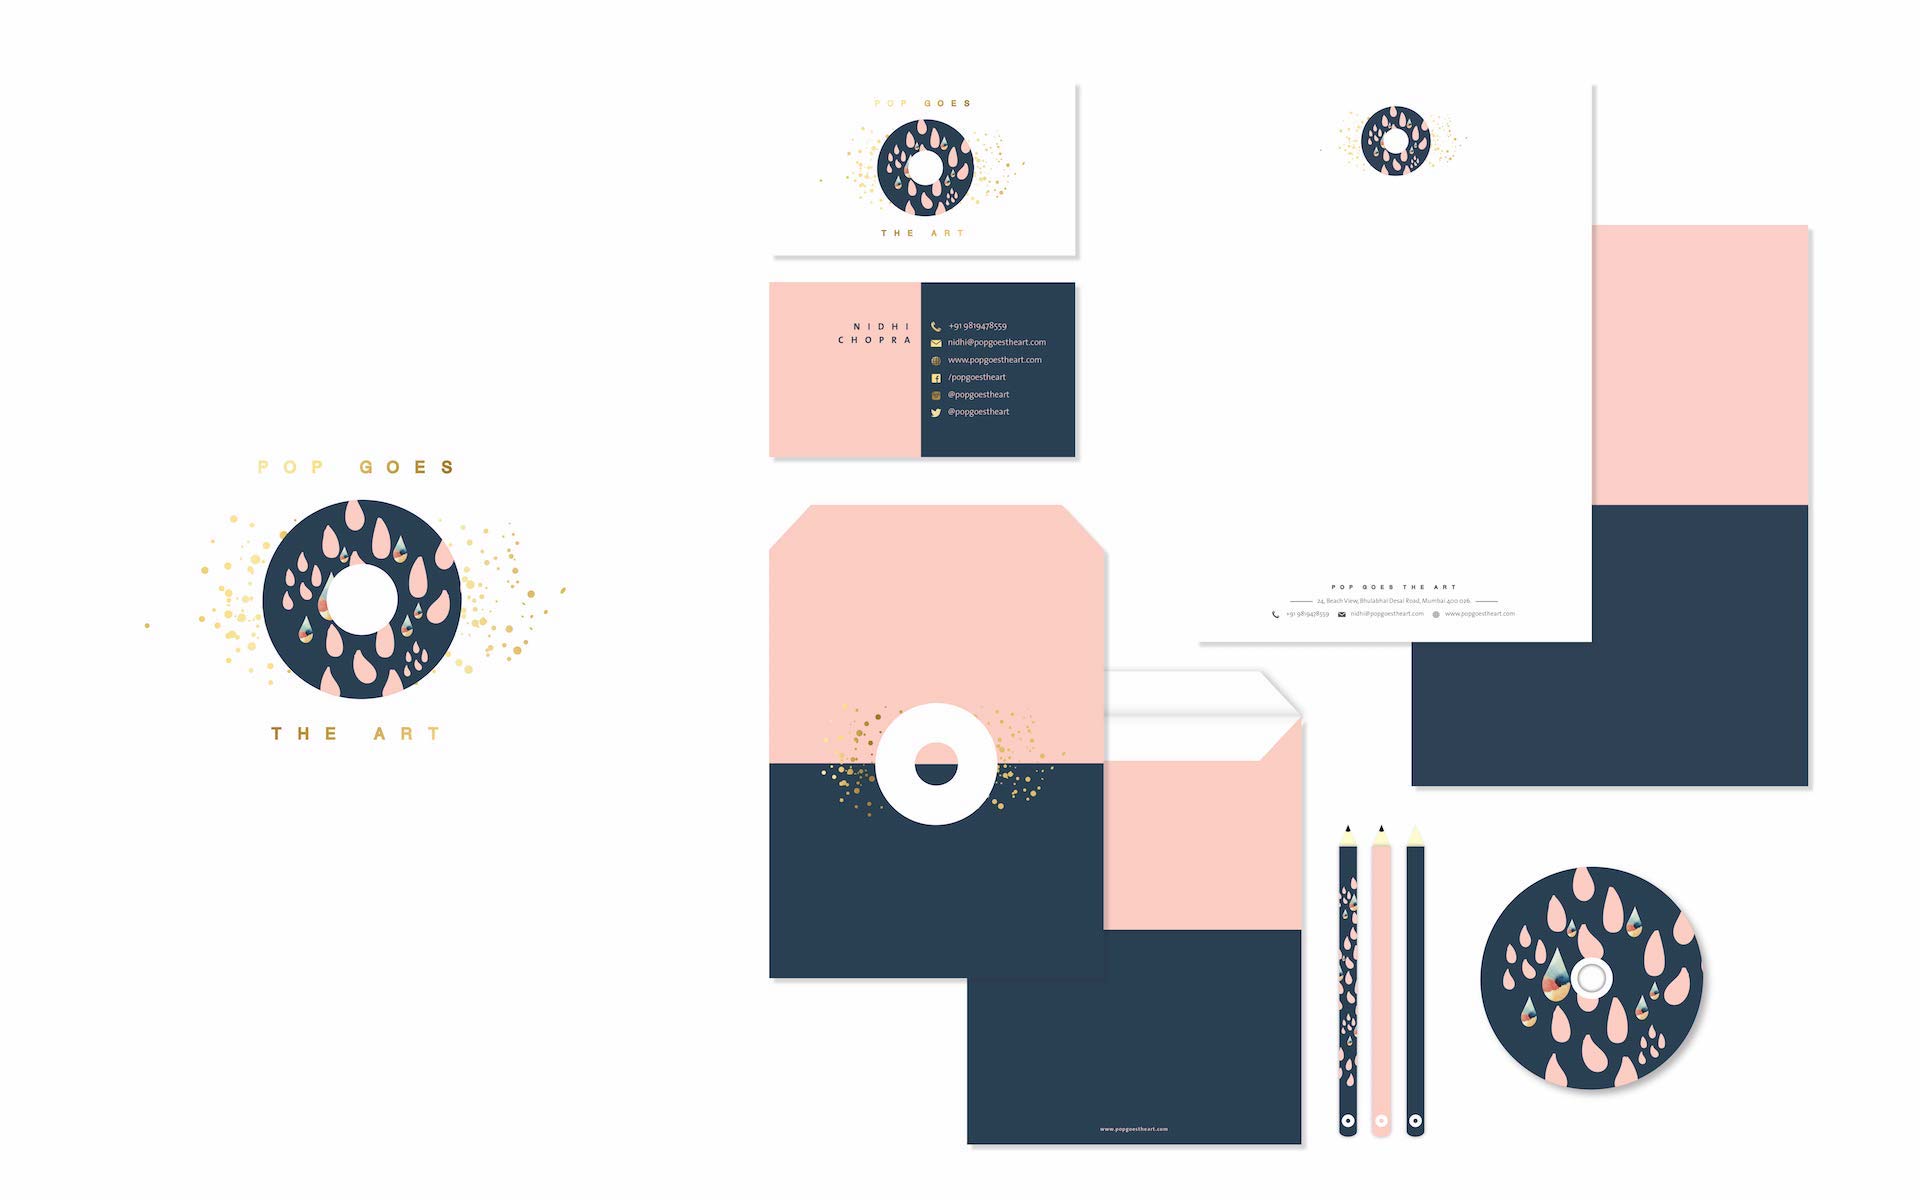 POP GOES
THE ART
POP GOES
THE ART
NIDHI
CHOPRA
+91 9819478559
nidhi@popgoestheart.com
www.popgoestheart.com
/popgoestheart
@popgoestheart
@popgoestheart
POP GOES THE ART
24, Beach View, Bhulabhai Desai Road, Mumbai 400 026.
+91 9819478559 nidhi@popgoestheart.com www.popgoestheart.com
www.popgoestheart.com